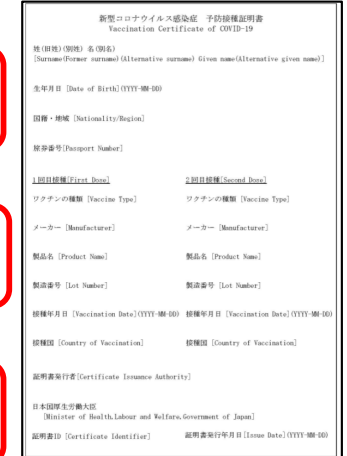 新型コロナウイルス感染症　予防接種証明書
Vaccination Certificate of COVID-19
姓(旧姓)(別姓) 名(別名)
[Surname(Former surname)(Alternative surname) Given name(Alternative given name)]
生年月日 [Date of Birth](YYYY-MM-DD)
国籍・地域 [Nationality/Region]
旅券番号[Passport Number]
1回目接種[First Dose]　2回目接種[Second Dose]
ワクチンの種類 [Vaccine Type]　ワクチンの種類 [Vaccine Type]
メーカー [Manufacturer]　メーカー [Manufacturer]
製品名 [Product Name]　製品名 [Product Name]
製造番号 [Lot Number]　製造番号 [Lot Number]
接種年月日 [Vaccination Date](YYYY-MM-DD)　接種年月日 [Vaccination Date](YYYY-MM-DD)
接種国 [Country of Vaccination]　接種国 [Country of Vaccination]
証明書発行者[Certificate Issuance Authority]
日本国厚生労働大臣
[Minister of Health,Labour and Welfare,Government of Japan]
証明書ID [Certificate Identifier]　証明書発行年月日[Issue Date](YYYY-MM-DD)